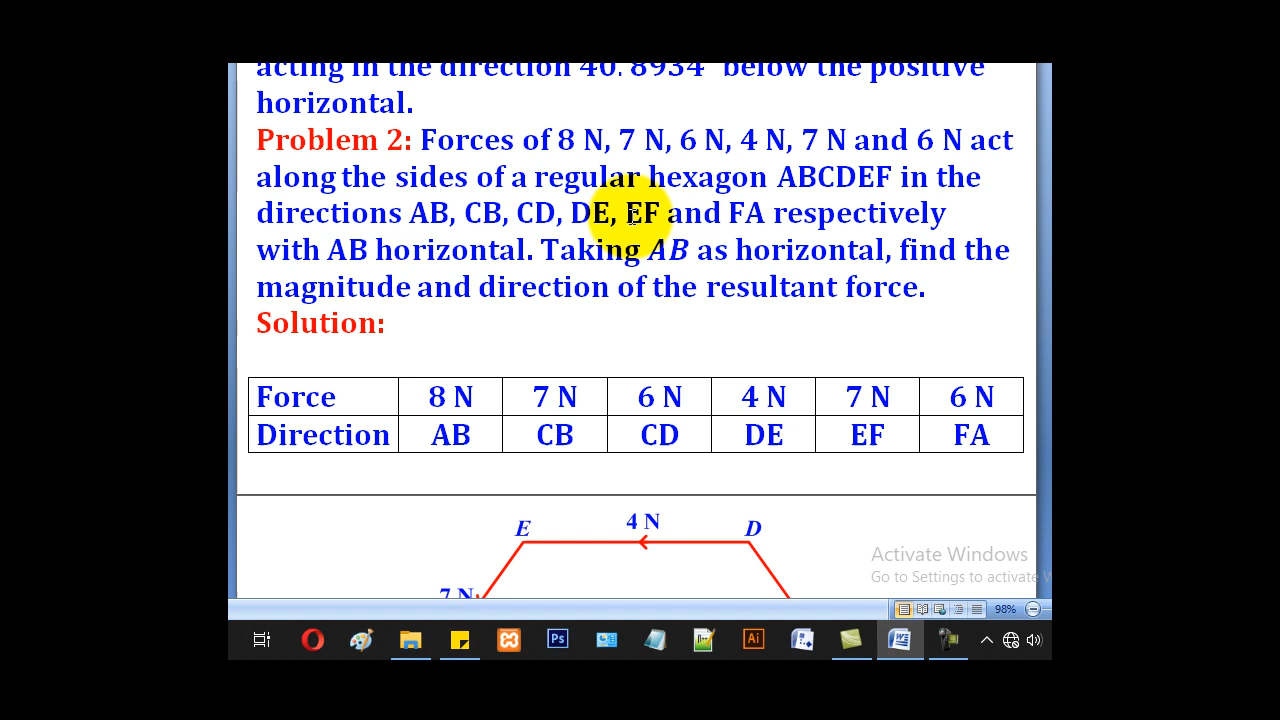 acting in the direction 40. 8934° below the positive
horizontal.
Problem 2: Forces of 8 N, 7 N, 6 N, 4 N, 7 N and 6 N act
along the sides of a regular hexagon ABCDEF in the
directions AB, CB, CD, DE, EF and FA respectively
with AB horizontal. Taking AB as horizontal, find the
magnitude and direction of the resultant force.
Solution:
Force 8 N 7 N 6 N 4 N 7 N 6 N
Direction AB CB CD DE EF FA
E 4 N D
7 N
Activate Windows
Go to Settings to activate W
98%
Ps Ai W